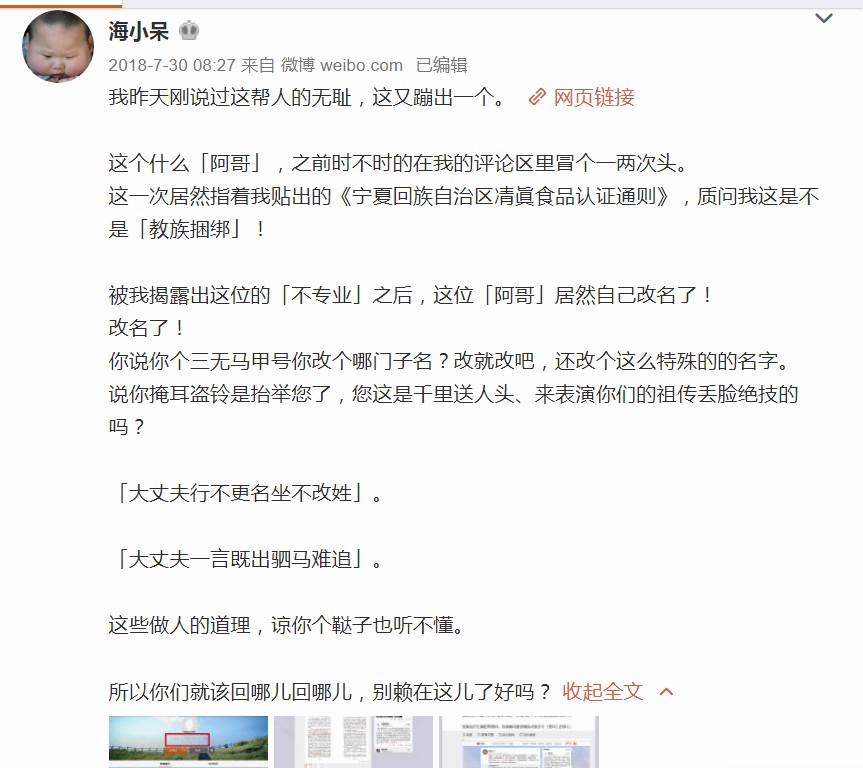 海小呆
2018-7-30 08:27 来自 微博 weibo.com 已编辑
我昨天刚说过这帮人的无耻，这又蹦出一个。 网页链接
这个什么「阿哥」，之前时不时的在我的评论区里冒个一两次头。
这一次居然指着我贴出的《宁夏回族自治区凊眞食品认证通则》，质问我这是不
是「教族捆绑」！
被我揭露出这位的「不专业」之后，这位「阿哥」居然自己改名了！
改名了！
你说你个三无马甲号你改个哪门子名？改就改吧，还改个这么特殊的的名字。
说你掩耳盗铃是抬举您了，您这是千里送人头、来表演你们的祖传丢脸绝技的
吗？
「大丈夫行不更名坐不改姓」。
「大丈夫一言既出驷马难追」。
这些做人的道理，谅你个鞑子也听不懂。
所以你们就该回哪儿回哪儿，别赖在这儿了好吗？ 收起全文